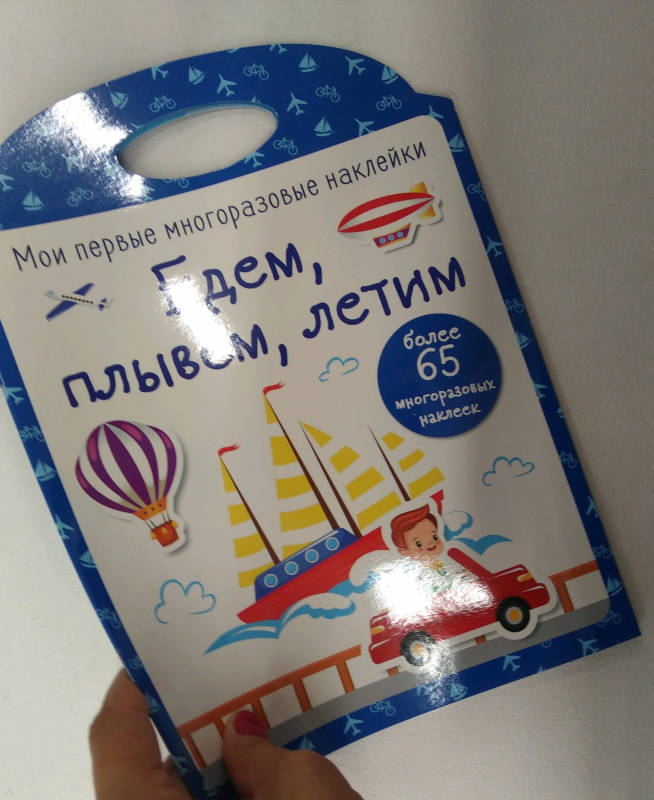 Мои первые многоразовые наклейки
Едем,
плывем, летим
более
65
многоразовых
наклеек